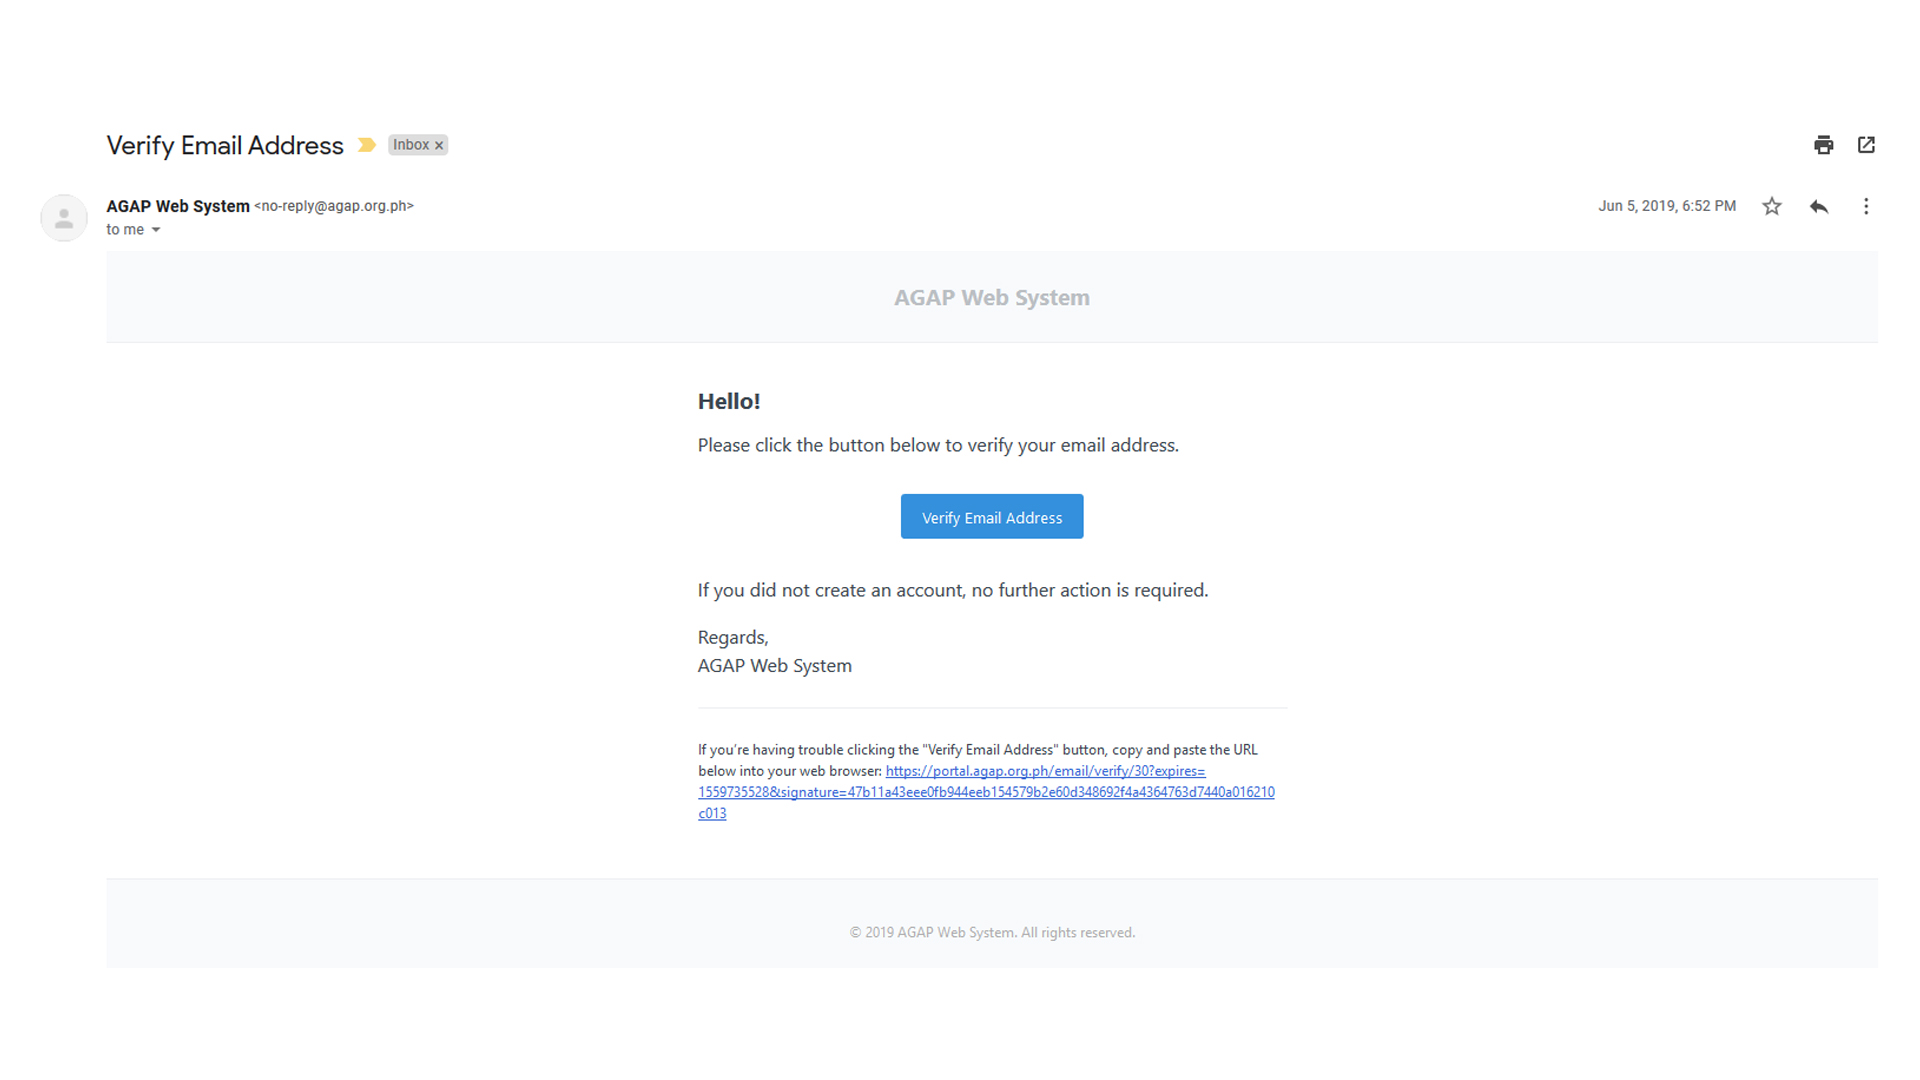 Verify Email Address
Inbox x
AGAP Web System <no-reply@agap.org.ph>
Jun 5, 2019, 6:52 PM
to me
AGAP Web System
Hello!
Please click the button below to verify your email address.
Verify Email Address
If you did not create an account, no further action is required.
Regards,
AGAP Web System
If you’re having trouble clicking the "Verify Email Address" button, copy and paste the URL
below into your web browser: https://portal.agap.org.ph/email/verify/30?expires=
1559735528&signature=47b11a43eee0fb944eeb154579b2e60d348692f4a4364763d7440a016210
c013
© 2019 AGAP Web System. All rights reserved.